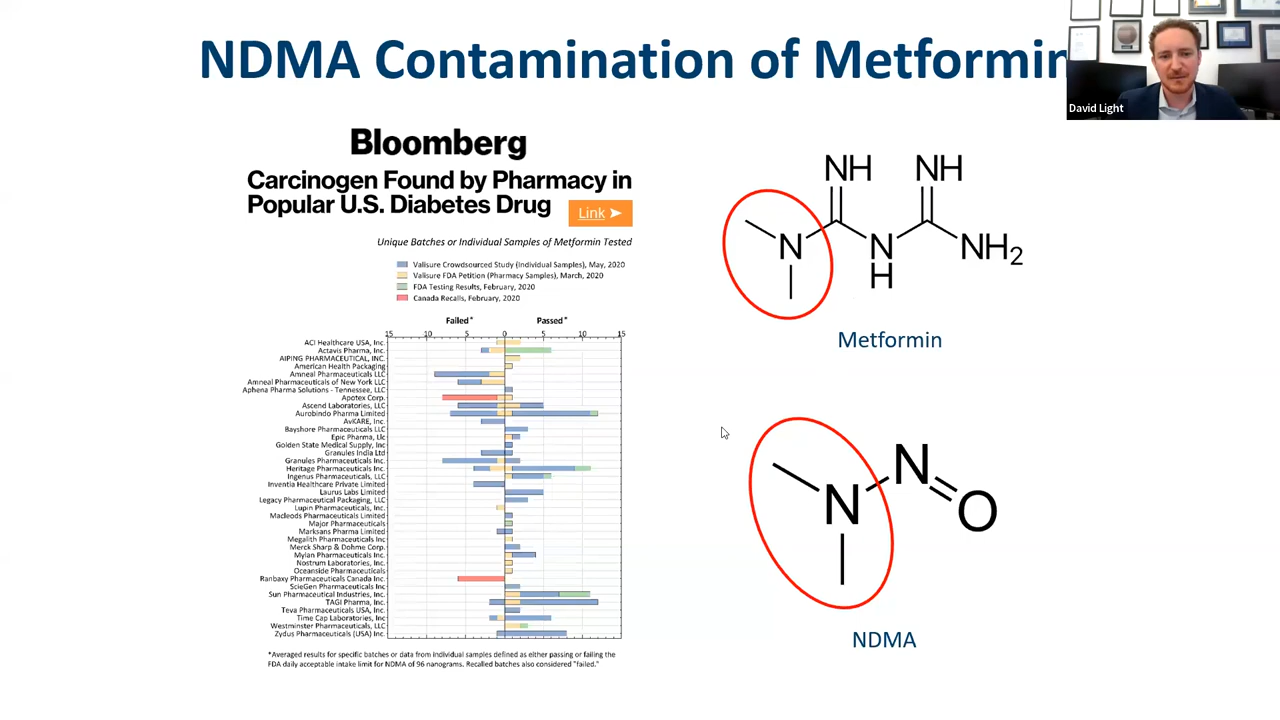 NDMA Contamination of Metformin
David Light
Bloomberg
Carcinogen Found by Pharmacy in
Popular U.S. Diabetes Drug
Link ➤
Unique Batches or Individual Samples of Metformin Tested
Valisure Crowdsourced Study (Individual Samples), May, 2020
Valisure FDA Petition (Pharmacy Samples), March, 2020
FDA Testing Results, February, 2020
Canada Recalls, February, 2020
Failed* Passed*
15 10 5 0 5 10 15
ACI Healthcare USA, Inc.
Actavis Pharma, Inc.
AIPING PHARMACEUTICAL, INC.
American Health Packaging
Amneal Pharmaceuticals LLC
Amneal Pharmaceuticals of New York LLC
Aphena Pharma Solutions - Tennessee, LLC
Apotex Corp.
Ascend Laboratories, LLC
Aurobindo Pharma Limited
AvKARE, Inc.
Bayshore Pharmaceuticals LLC
Epic Pharma, Llc
Golden State Medical Supply, Inc
Granules India Ltd
Granules Pharmaceuticals Inc.
Heritage Pharmaceuticals Inc.
Ingenus Pharmaceuticals, LLC
Inventia Healthcare Private Limited
Laurus Labs Limited
Legacy Pharmaceutical Packaging, LLC
Lupin Pharmaceuticals, Inc.
Macleods Pharma Limited
Major Pharmaceuticals
Marksans Pharma Limited
Megalith Pharmaceuticals Inc
Merck Sharp & Dohme Corp.
Mylan Pharmaceuticals Inc.
Nostrum Laboratories, Inc.
Oceanside Pharmaceuticals
Ranbaxy Pharmaceuticals Canada Inc.
ScieGen Pharmaceuticals Inc
Sun Pharmaceutical Industries, Inc.
TAGI Pharma, Inc.
Teva Pharmaceuticals USA, Inc.
Time Cap Laboratories, Inc
Westminster Pharmaceuticals, LLC
Zydus Pharmaceuticals (USA) Inc.
*Averaged results for specific batches or data from individual samples defined as either passing or failing the
FDA daily acceptable intake limit for NDMA of 96 nanograms. Recalled batches also considered "failed."
NH NH
N N NH2
H
Metformin
N
N O
NDMA